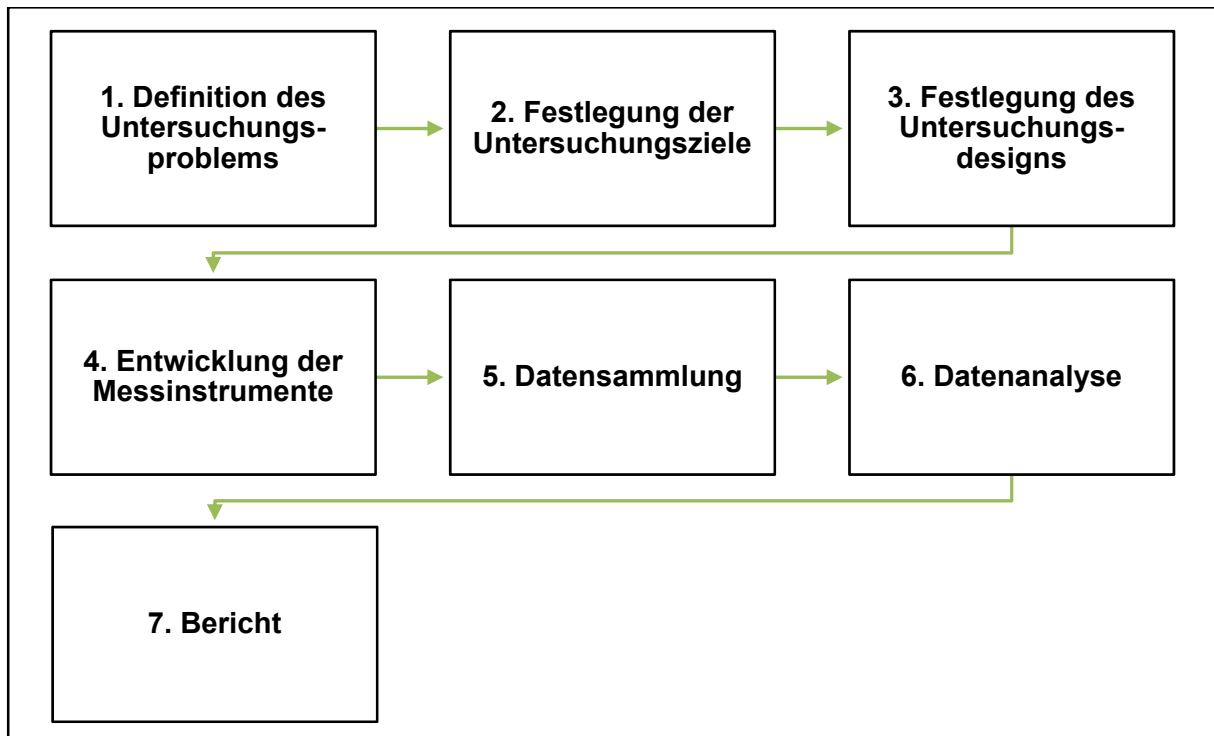 1. Definition des
Untersuchungs-
problems
2. Festlegung der
Untersuchungsziele
3. Festlegung des
Untersuchungs-
designs
4. Entwicklung der
Messinstrumente
5. Datensammlung
6. Datenanalyse
7. Bericht